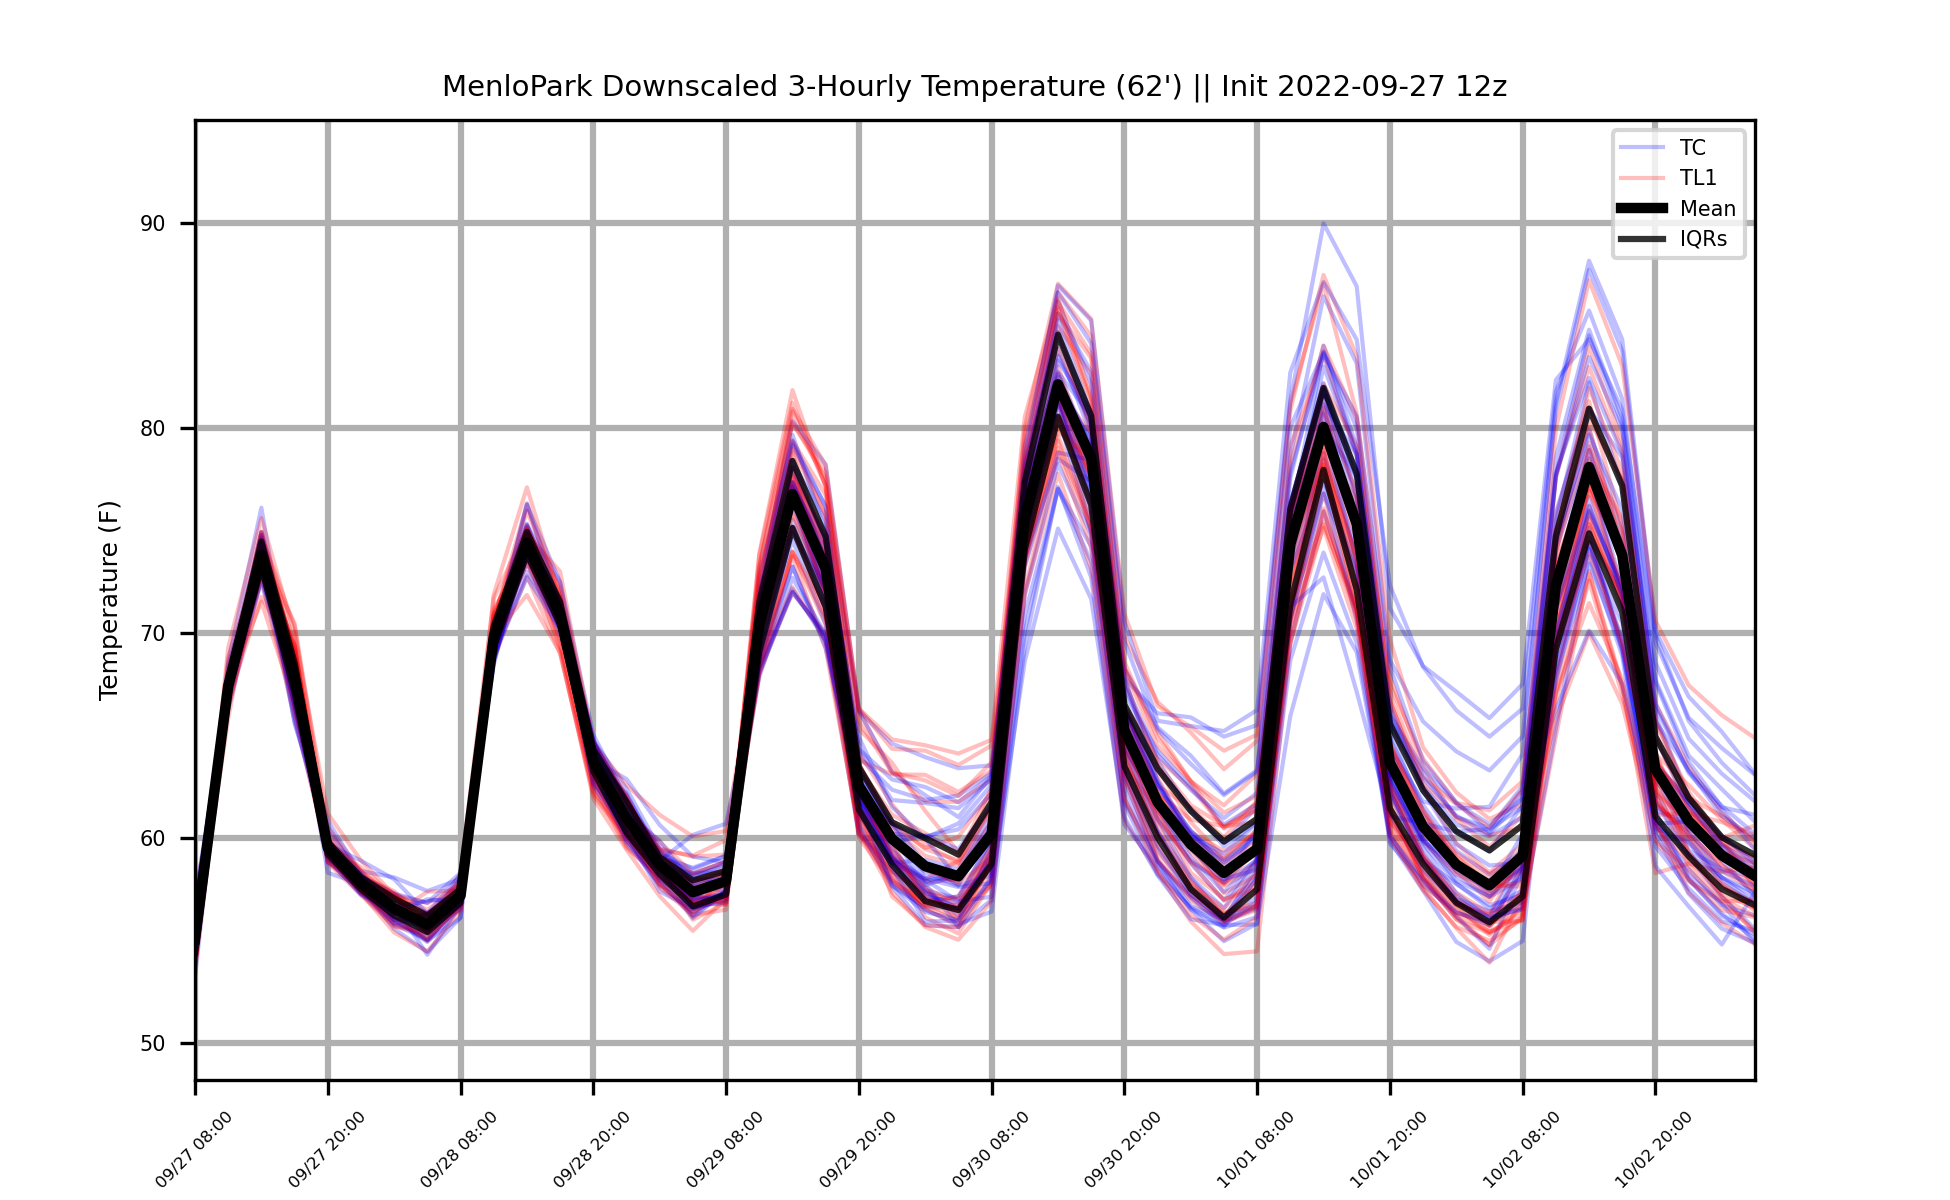 MenloPark Downscaled 3-Hourly Temperature (62') || Init 2022-09-27 12z
TC
TL1
Mean
IQRs
Temperature (F)
90
80
70
60
50
09/27 08:00
09/27 20:00
09/28 08:00
09/28 20:00
09/29 08:00
09/29 20:00
09/30 08:00
09/30 20:00
10/01 08:00
10/01 20:00
10/02 08:00
10/02 20:00